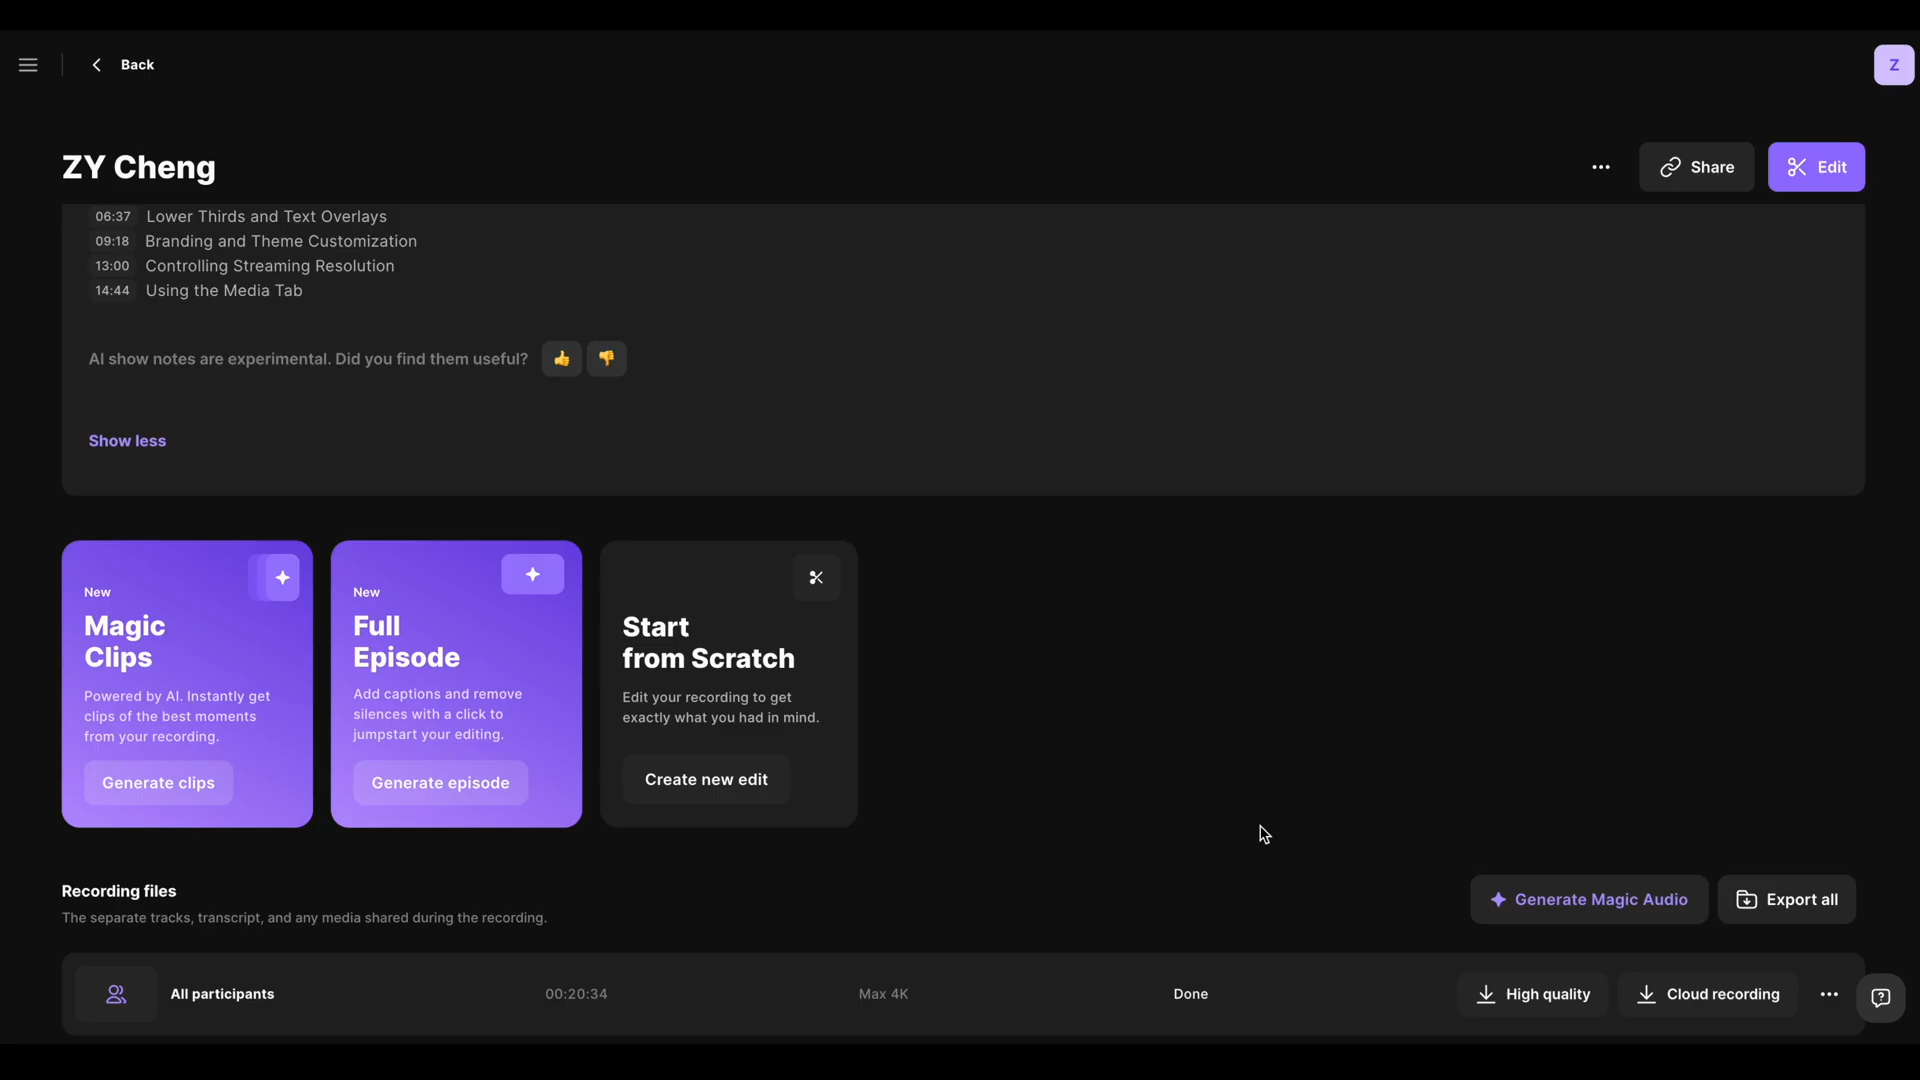 Back
Z
ZY Cheng
Share
Edit
06:37 Lower Thirds and Text Overlays
09:18 Branding and Theme Customization
13:00 Controlling Streaming Resolution
14:44 Using the Media Tab
AI show notes are experimental. Did you find them useful?
Show less
New
Magic
Clips
Powered by AI. Instantly get
clips of the best moments
from your recording.
Generate clips
New
Full
Episode
Add captions and remove
silences with a click to
jumpstart your editing.
Generate episode
Start
from Scratch
Edit your recording to get
exactly what you had in mind.
Create new edit
Recording files
The separate tracks, transcript, and any media shared during the recording.
Generate Magic Audio
Export all
All participants 00:20:34 Max 4K Done High quality Cloud recording